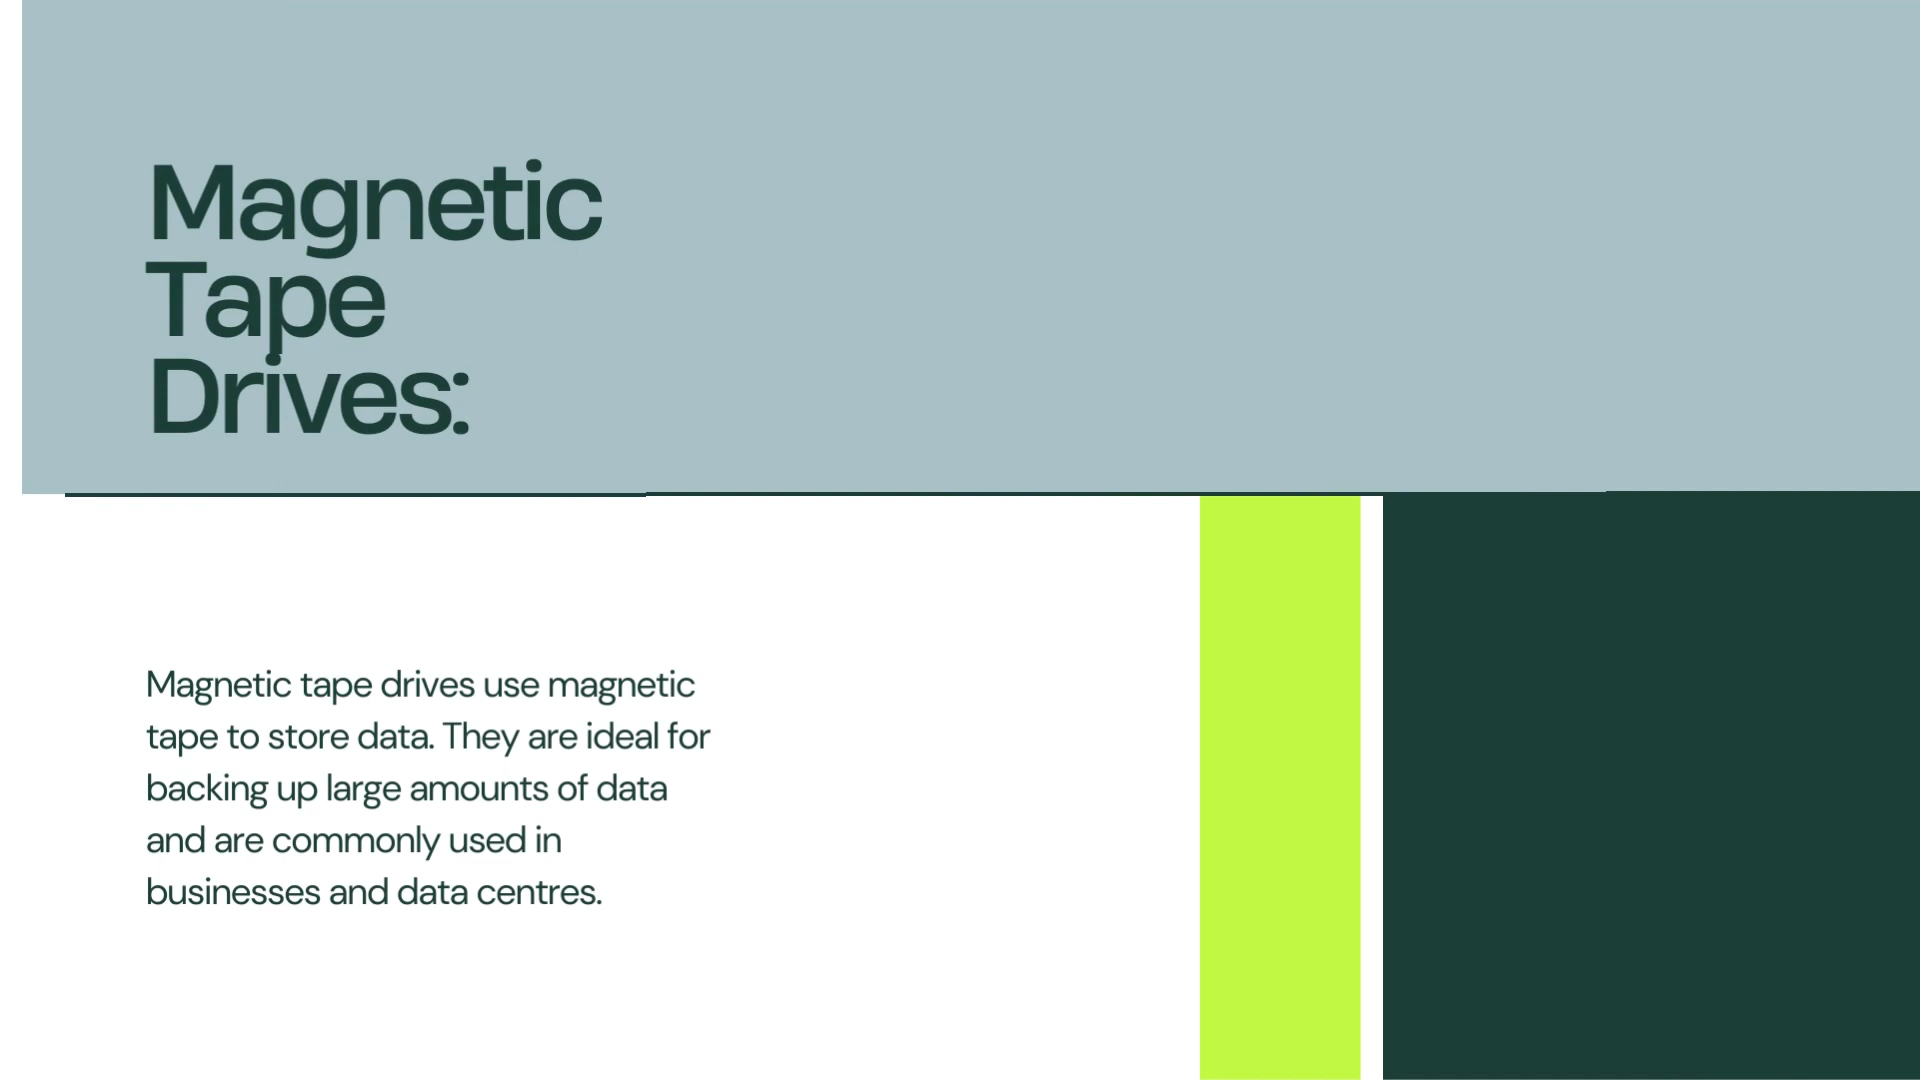 Magnetic
Tape
Drives:
Magnetic tape drives use magnetic
tape to store data. They are ideal for
backing up large amounts of data
and are commonly used in
businesses and data centres.